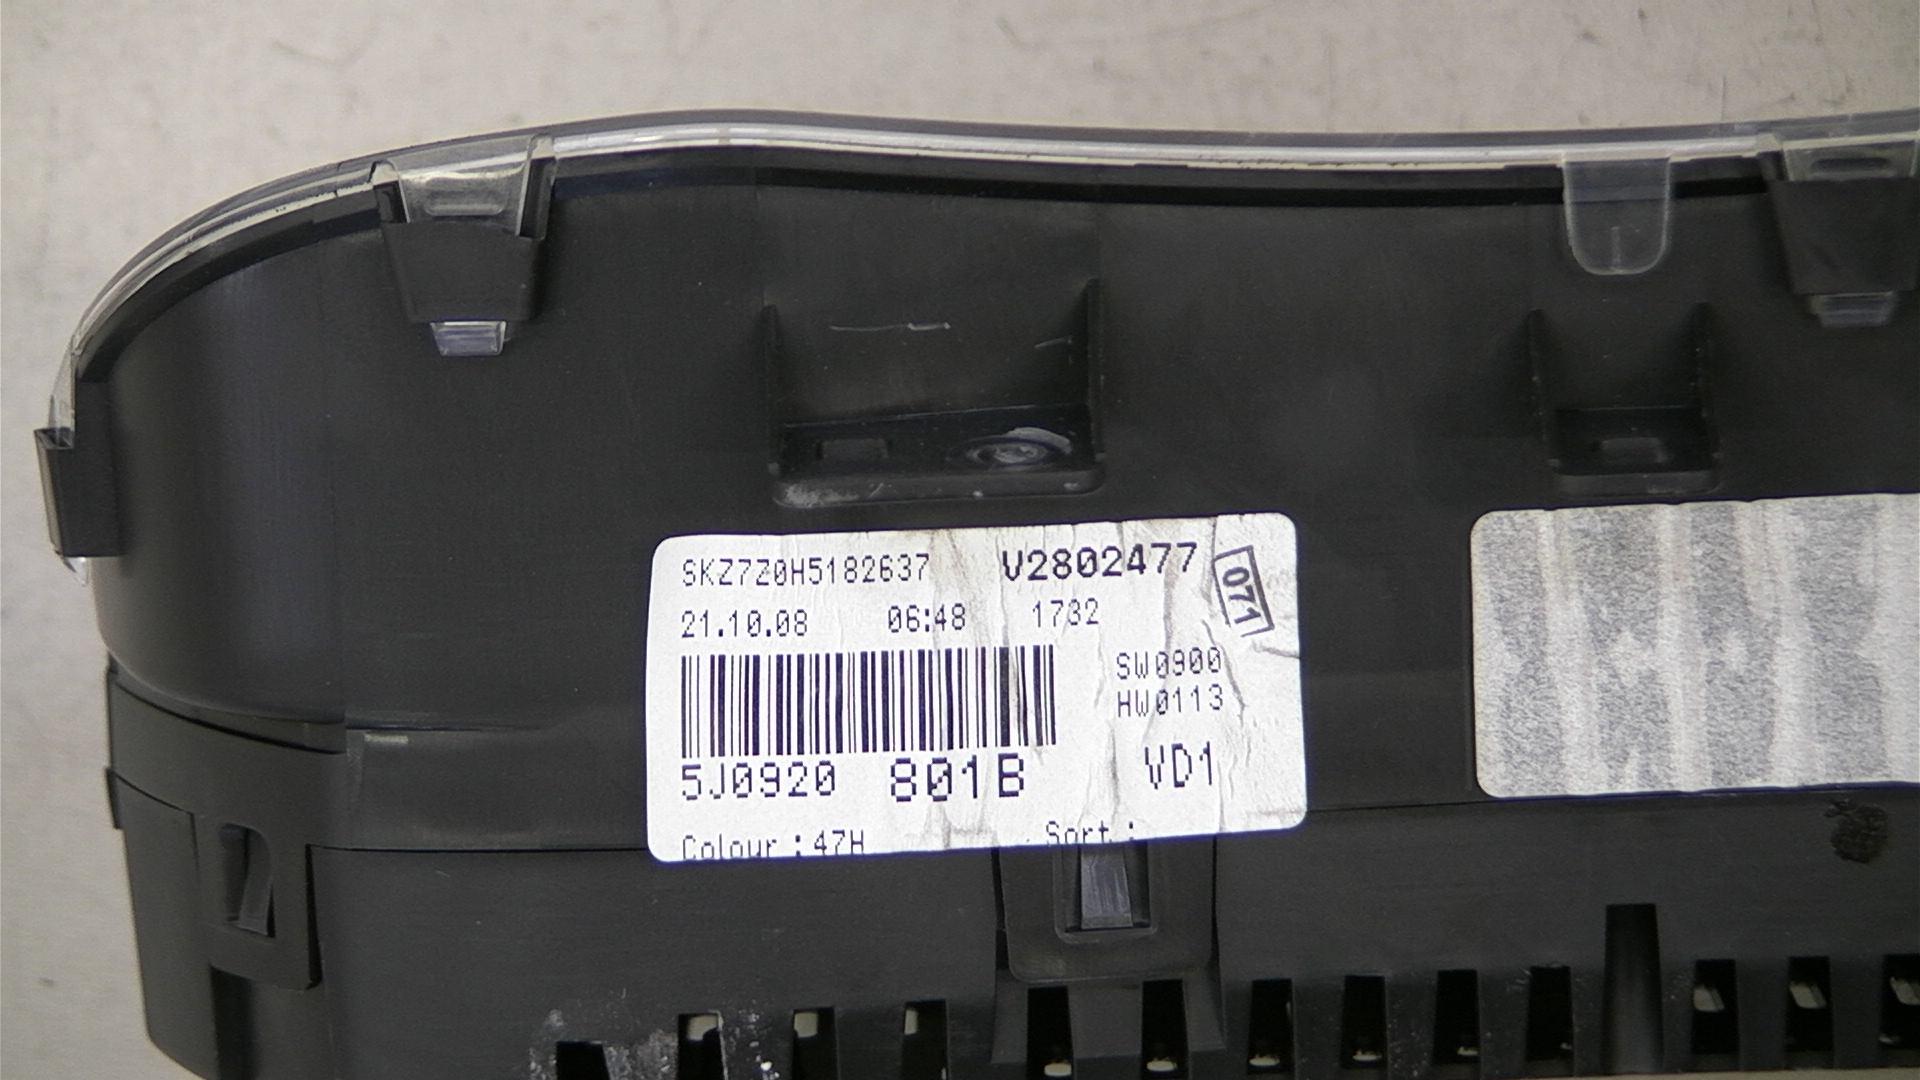 SKZ7Z0H5182637 V2802477 071
21.10.08 06:48 1732
SW0900
HW0113
5J0920 801B VD1
Colour : 47H Sort :